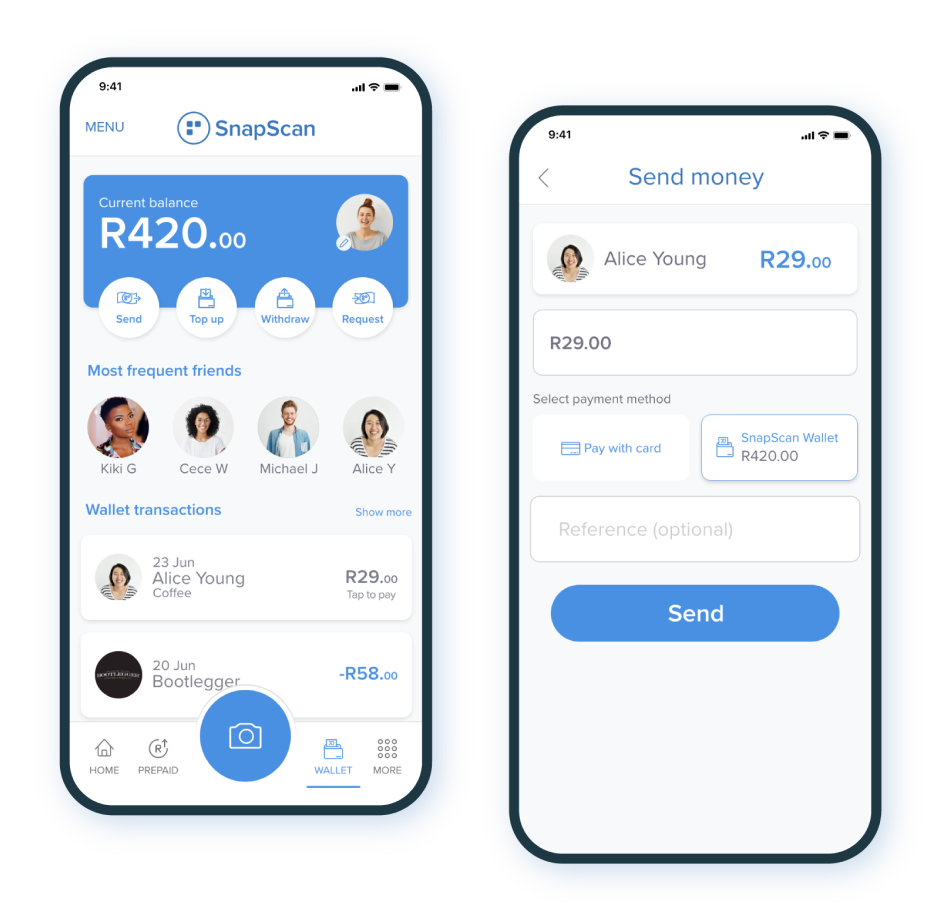 9:41
MENU
SnapScan
Current balance
R420.00
Send
Top up
Withdraw
Request
Most frequent friends
Kiki G
Cece W
Michael J
Alice Y
Wallet transactions
Show more
23 Jun
Alice Young
Coffee
R29.00
Tap to pay
BOOTLEGGER
20 Jun
Bootlegger
-R58.00
HOME
PREPAID
WALLET
MORE
9:41
Send money
Alice Young
R29.00
R29.00
Select payment method
Pay with card
SnapScan Wallet
R420.00
Reference (optional)
Send